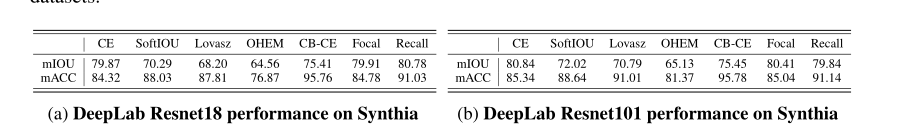 datasets.
CE SoftIOU Lovasz OHEM CB-CE Focal Recall
mIOU 79.87 70.29 68.20 64.56 75.41 79.91 80.78
mACC 84.32 88.03 87.81 76.87 95.76 84.78 91.03
(a) DeepLab Resnet18 performance on Synthia
CE SoftIOU Lovasz OHEM CB-CE Focal Recall
mIOU 80.84 72.02 70.79 65.13 75.45 80.41 79.84
mACC 85.34 88.64 91.01 81.37 95.78 85.04 91.14
(b) DeepLab Resnet101 performance on Synthia